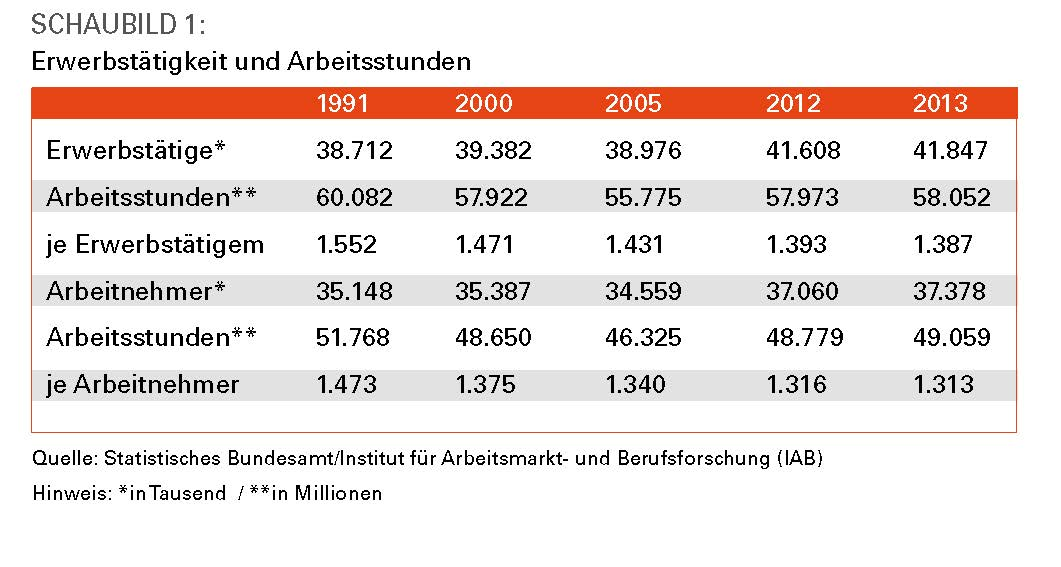 SCHAUBILD 1:
Erwerbstätigkeit und Arbeitsstunden
1991 2000 2005 2012 2013
Erwerbstätige* 38.712 39.382 38.976 41.608 41.847
Arbeitsstunden** 60.082 57.922 55.775 57.973 58.052
je Erwerbstätigem 1.552 1.471 1.431 1.393 1.387
Arbeitnehmer* 35.148 35.387 34.559 37.060 37.378
Arbeitsstunden** 51.768 48.650 46.325 48.779 49.059
je Arbeitnehmer 1.473 1.375 1.340 1.316 1.313
Quelle: Statistisches Bundesamt/Institut für Arbeitsmarkt- und Berufsforschung (IAB)
Hinweis: *in Tausend / **in Millionen